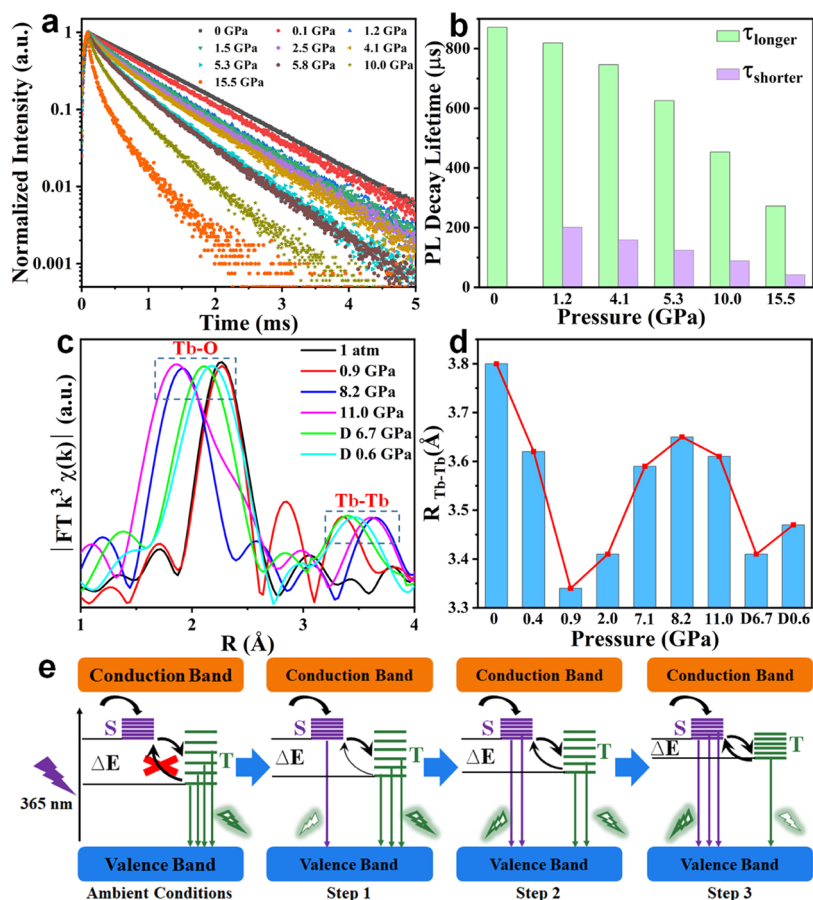 a
0 GPa 0.1 GPa 1.2 GPa
1.5 GPa 2.5 GPa 4.1 GPa
5.3 GPa 5.8 GPa 10.0 GPa
15.5 GPa
Normalized Intensity (a.u.)
1
0.1
0.01
0.001
0 1 2 3 4 5
Time (ms)
b
τlonger
τshorter
PL Decay Lifetime (μs)
800
600
400
200
0
0 1.2 4.1 5.3 10.0 15.5
Pressure (GPa)
c
Tb-O
1 atm
0.9 GPa
8.2 GPa
11.0 GPa
D 6.7 GPa
D 0.6 GPa
Tb-Tb
|FT k³ χ(k)| (a.u.)
1 2 3 4
R (Å)
d
R Tb-Tb (Å)
3.8
3.7
3.6
3.5
3.4
3.3
0 0.4 0.9 2.0 7.1 8.2 11.0 D6.7 D0.6
Pressure (GPa)
e
Conduction Band Conduction Band Conduction Band Conduction Band
S T S T S T S T
ΔE ΔE ΔE ΔE
365 nm
Valence Band Valence Band Valence Band Valence Band
Ambient Conditions Step 1 Step 2 Step 3